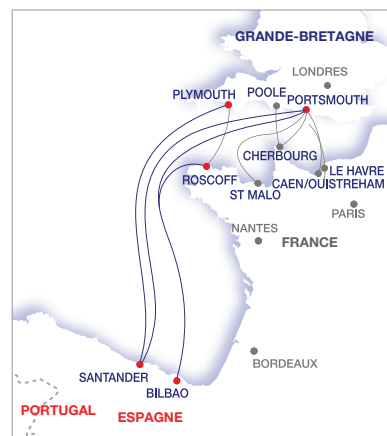 GRANDE-BRETAGNE
LONDRES
PLYMOUTH
POOLE
PORTSMOUTH
CHERBOURG
LE HAVRE
ROSCOFF
CAEN/OUISTREHAM
ST MALO
PARIS
NANTES
FRANCE
BORDEAUX
SANTANDER
BILBAO
PORTUGAL
ESPAGNE